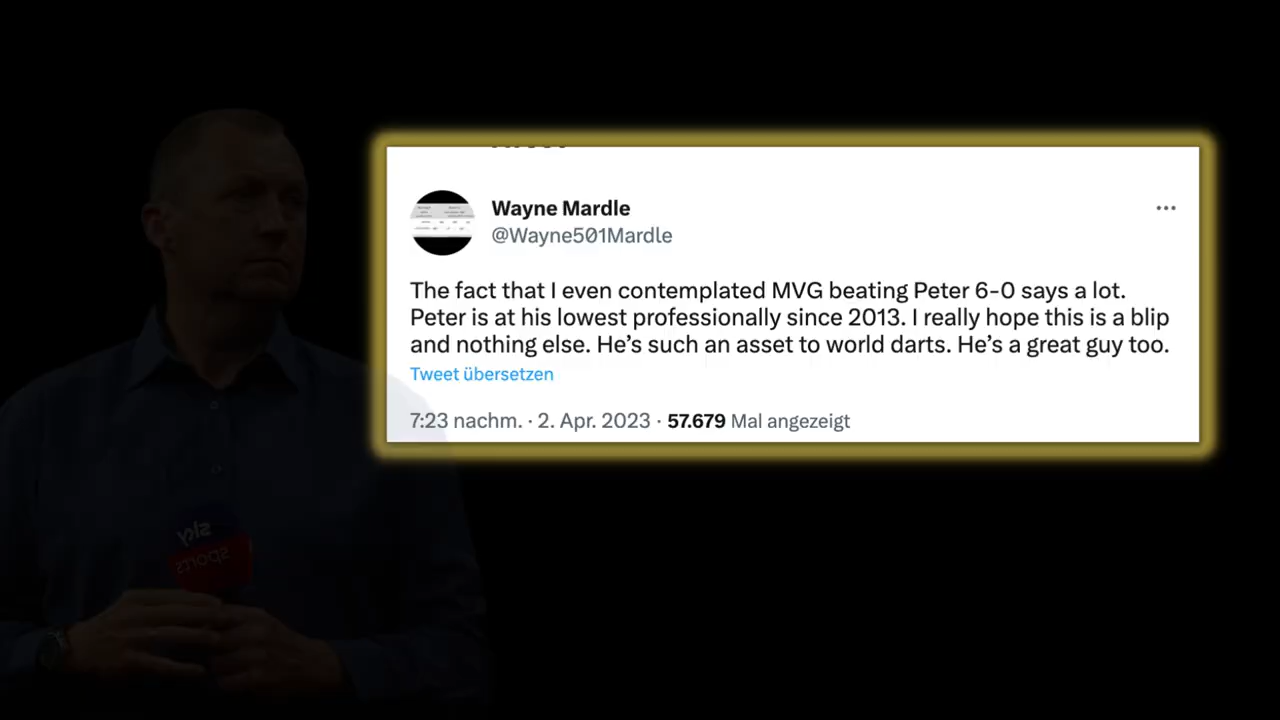 Wayne Mardle
@Wayne501Mardle
The fact that I even contemplated MVG beating Peter 6-0 says a lot.
Peter is at his lowest professionally since 2013. I really hope this is a blip
and nothing else. He’s such an asset to world darts. He’s a great guy too.
Tweet übersetzen
7:23 nachm. · 2. Apr. 2023 · 57.679 Mal angezeigt
sky
sports